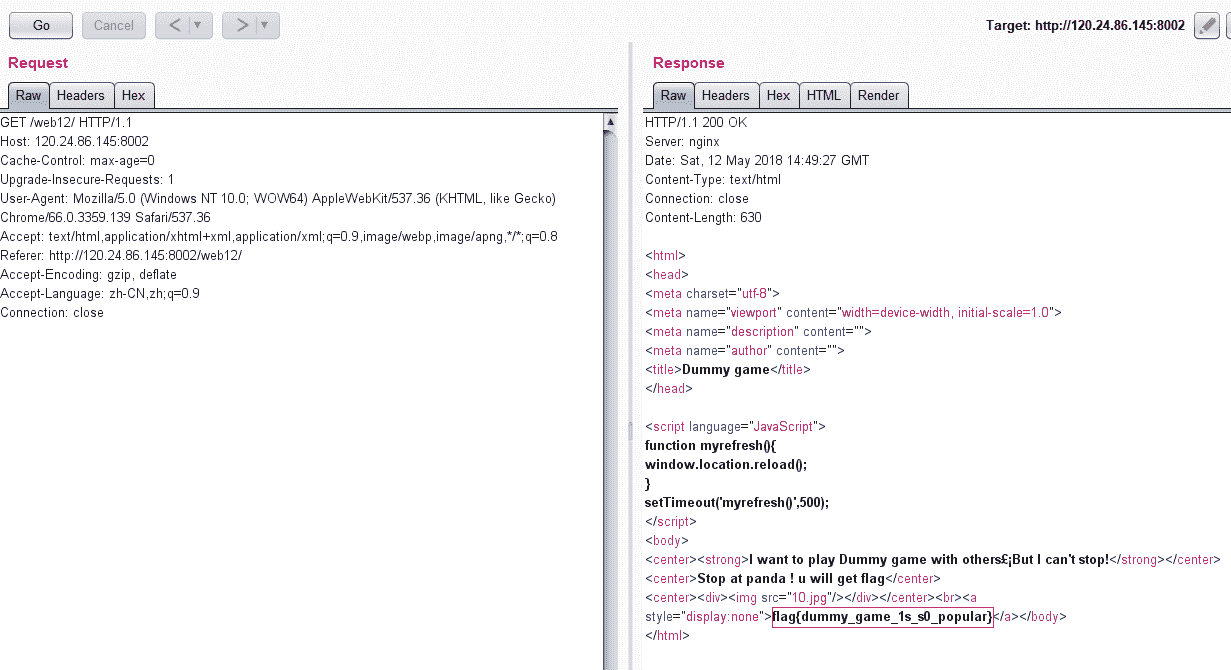 Go Cancel < ▼ > ▼ Target: http://120.24.86.145:8002
Request
Raw Headers Hex
GET /web12/ HTTP/1.1
Host: 120.24.86.145:8002
Cache-Control: max-age=0
Upgrade-Insecure-Requests: 1
User-Agent: Mozilla/5.0 (Windows NT 10.0; WOW64) AppleWebKit/537.36 (KHTML, like Gecko)
Chrome/66.0.3359.139 Safari/537.36
Accept: text/html,application/xhtml+xml,application/xml;q=0.9,image/webp,image/apng,*/*;q=0.8
Referer: http://120.24.86.145:8002/web12/
Accept-Encoding: gzip, deflate
Accept-Language: zh-CN,zh;q=0.9
Connection: close
Response
Raw Headers Hex HTML Render
HTTP/1.1 200 OK
Server: nginx
Date: Sat, 12 May 2018 14:49:27 GMT
Content-Type: text/html
Connection: close
Content-Length: 630
<html>
<head>
<meta charset="utf-8">
<meta name="viewport" content="width=device-width, initial-scale=1.0">
<meta name="description" content="">
<meta name="author" content="">
<title>Dummy game</title>
</head>
<script language="JavaScript">
function myrefresh(){
window.location.reload();
}
setTimeout('myrefresh()',500);
</script>
<body>
<center><strong>I want to play Dummy game with others£¡But I can't stop!</strong></center>
<center>Stop at panda ! u will get flag</center>
<center><div><img src="10.jpg"/></div></center><br><a
style="display:none">flag{dummy_game_1s_s0_popular}</a></body>
</html>